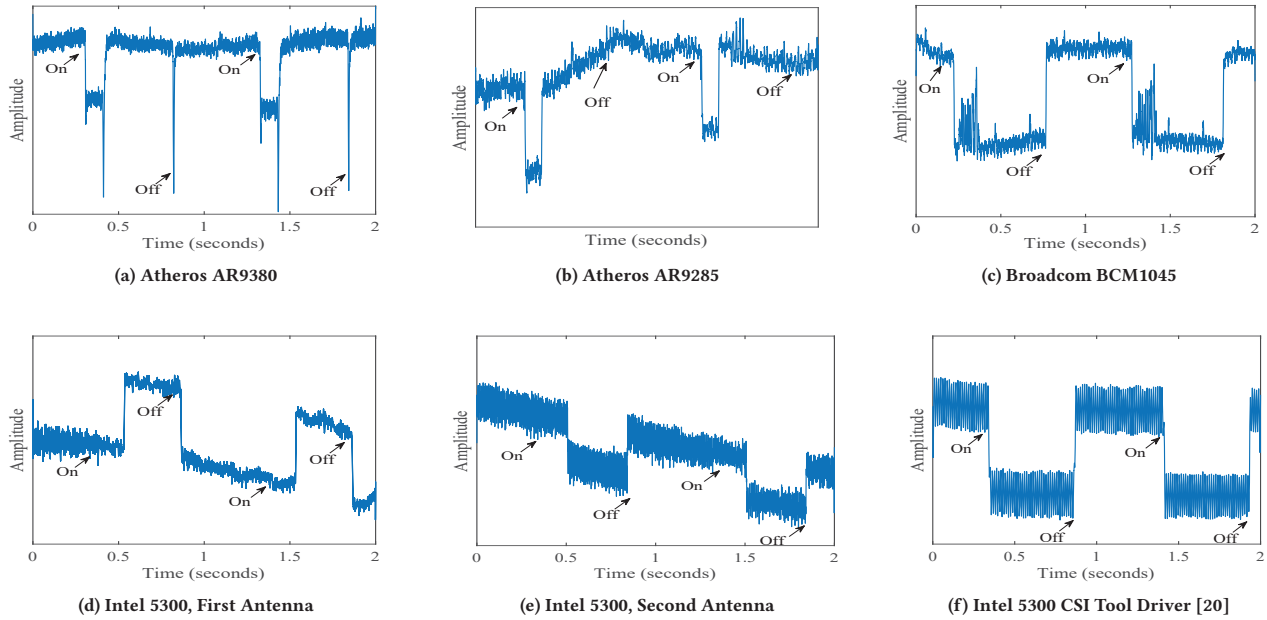 Amplitude
On
Off
On
Off
0
0.5
1
1.5
2
Time (seconds)
(a) Atheros AR9380
Amplitude
On
Off
On
Off
Time (seconds)
(b) Atheros AR9285
Amplitude
On
Off
On
Off
0
0.5
1
1.5
2
Time (seconds)
(c) Broadcom BCM1045
Amplitude
On
Off
On
Off
0
0.5
1
1.5
2
Time (seconds)
(d) Intel 5300, First Antenna
Amplitude
On
Off
On
Off
0
0.5
1
1.5
2
Time (seconds)
(e) Intel 5300, Second Antenna
Amplitude
On
Off
On
Off
0
0.5
1
1.5
2
Time (seconds)
(f) Intel 5300 CSI Tool Driver [20]